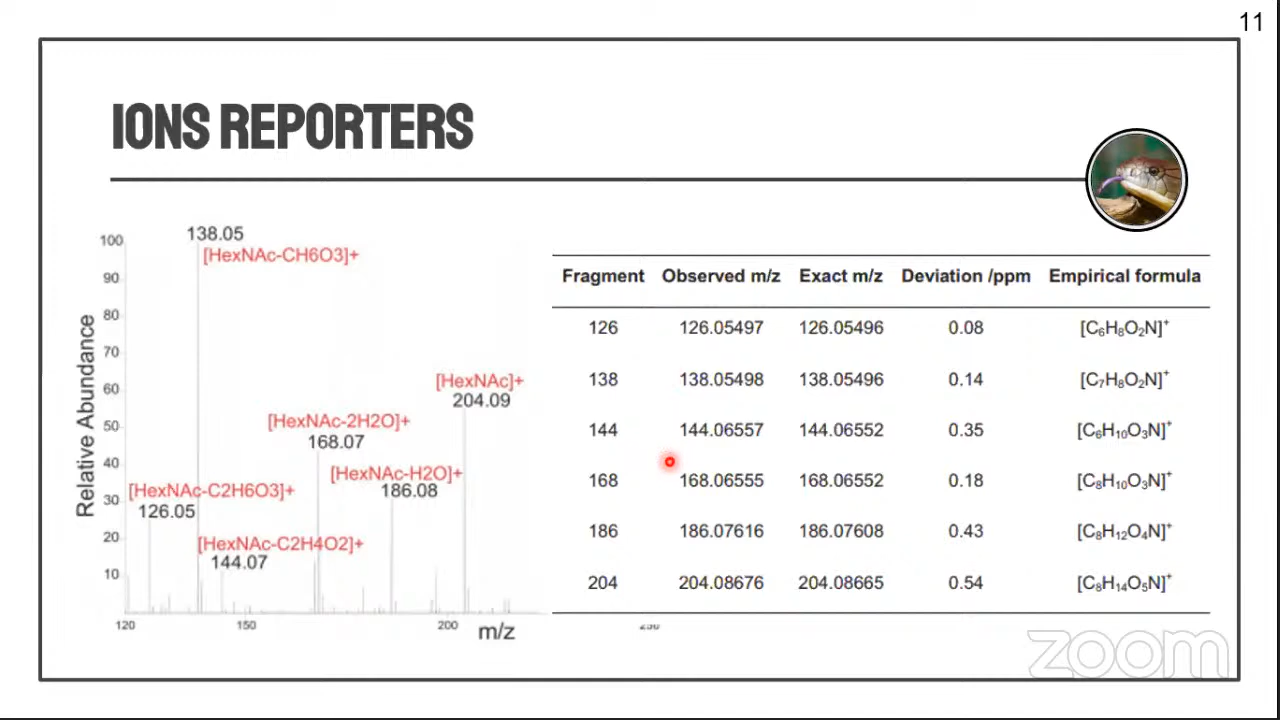 11
IONS REPORTERS
138.05
[HexNAc-CH6O3]+
[HexNAc]+
204.09
[HexNAc-2H2O]+
168.07
[HexNAc-H2O]+
186.08
[HexNAc-C2H6O3]+
126.05
[HexNAc-C2H4O2]+
144.07
Relative Abundance
100
90
80
70
60
50
40
30
20
10
120 150 200 250
m/z
Fragment Observed m/z Exact m/z Deviation /ppm Empirical formula
126 126.05497 126.05496 0.08 [C₆H₈O₂N]⁺
138 138.05498 138.05496 0.14 [C₇H₈O₂N]⁺
144 144.06557 144.06552 0.35 [C₆H₁₀O₃N]⁺
168 168.06555 168.06552 0.18 [C₈H₁₀O₃N]⁺
186 186.07616 186.07608 0.43 [C₈H₁₂O₄N]⁺
204 204.08676 204.08665 0.54 [C₈H₁₄O₅N]⁺
zoom